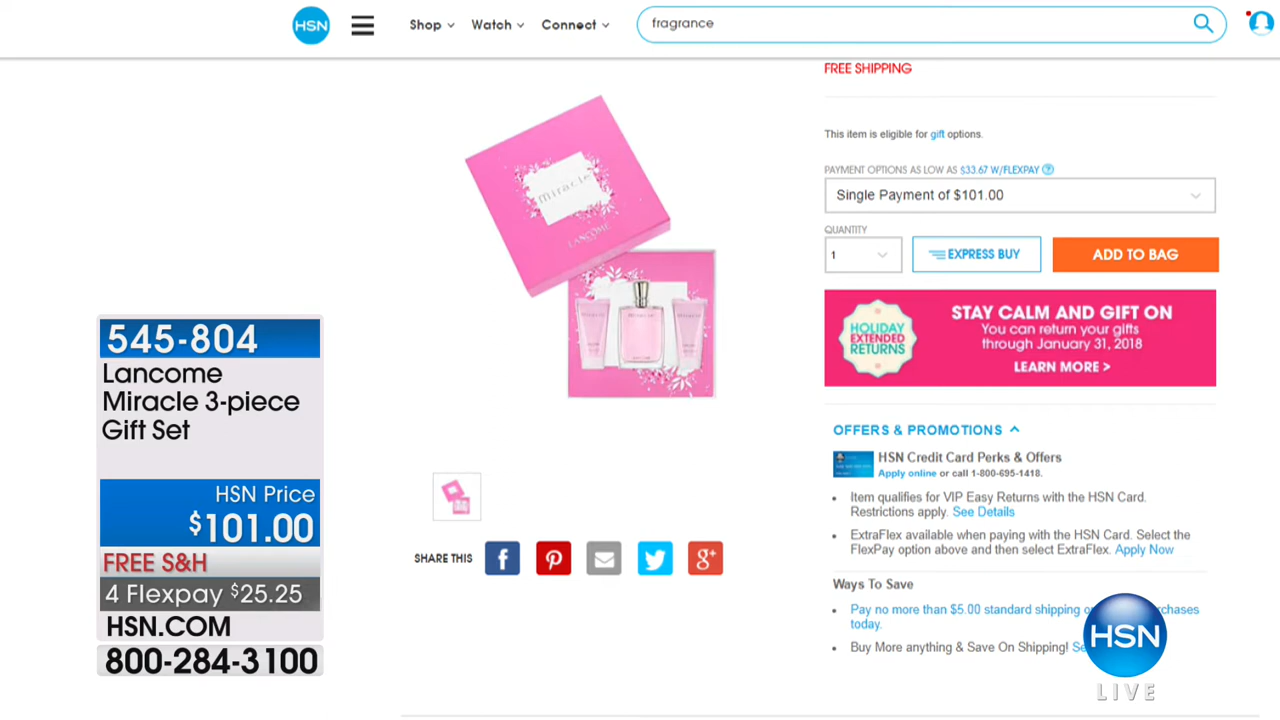 HSN
Shop
Watch
Connect
fragrance
FREE SHIPPING
This item is eligible for gift options.
PAYMENT OPTIONS AS LOW AS $33.67 W/FLEXPAY ?
Single Payment of $101.00
QUANTITY
1
EXPRESS BUY
ADD TO BAG
miracle
LANCOME
HOLIDAY
EXTENDED
RETURNS
STAY CALM AND GIFT ON
You can return your gifts
through January 31, 2018
LEARN MORE >
545-804
Lancome
Miracle 3-piece
Gift Set
HSN Price
$101.00
FREE S&H
4 Flexpay $25.25
HSN.COM
800-284-3100
OFFERS & PROMOTIONS
HSN Credit Card Perks & Offers
Apply online or call 1-800-695-1418.
• Item qualifies for VIP Easy Returns with the HSN Card.
Restrictions apply. See Details
• ExtraFlex available when paying with the HSN Card. Select the
FlexPay option above and then select ExtraFlex. Apply Now
SHARE THIS
f
g+
Ways To Save
• Pay no more than $5.00 standard shipping
today.
• Buy More anything & Save On Shipping!
HSN
LIVE